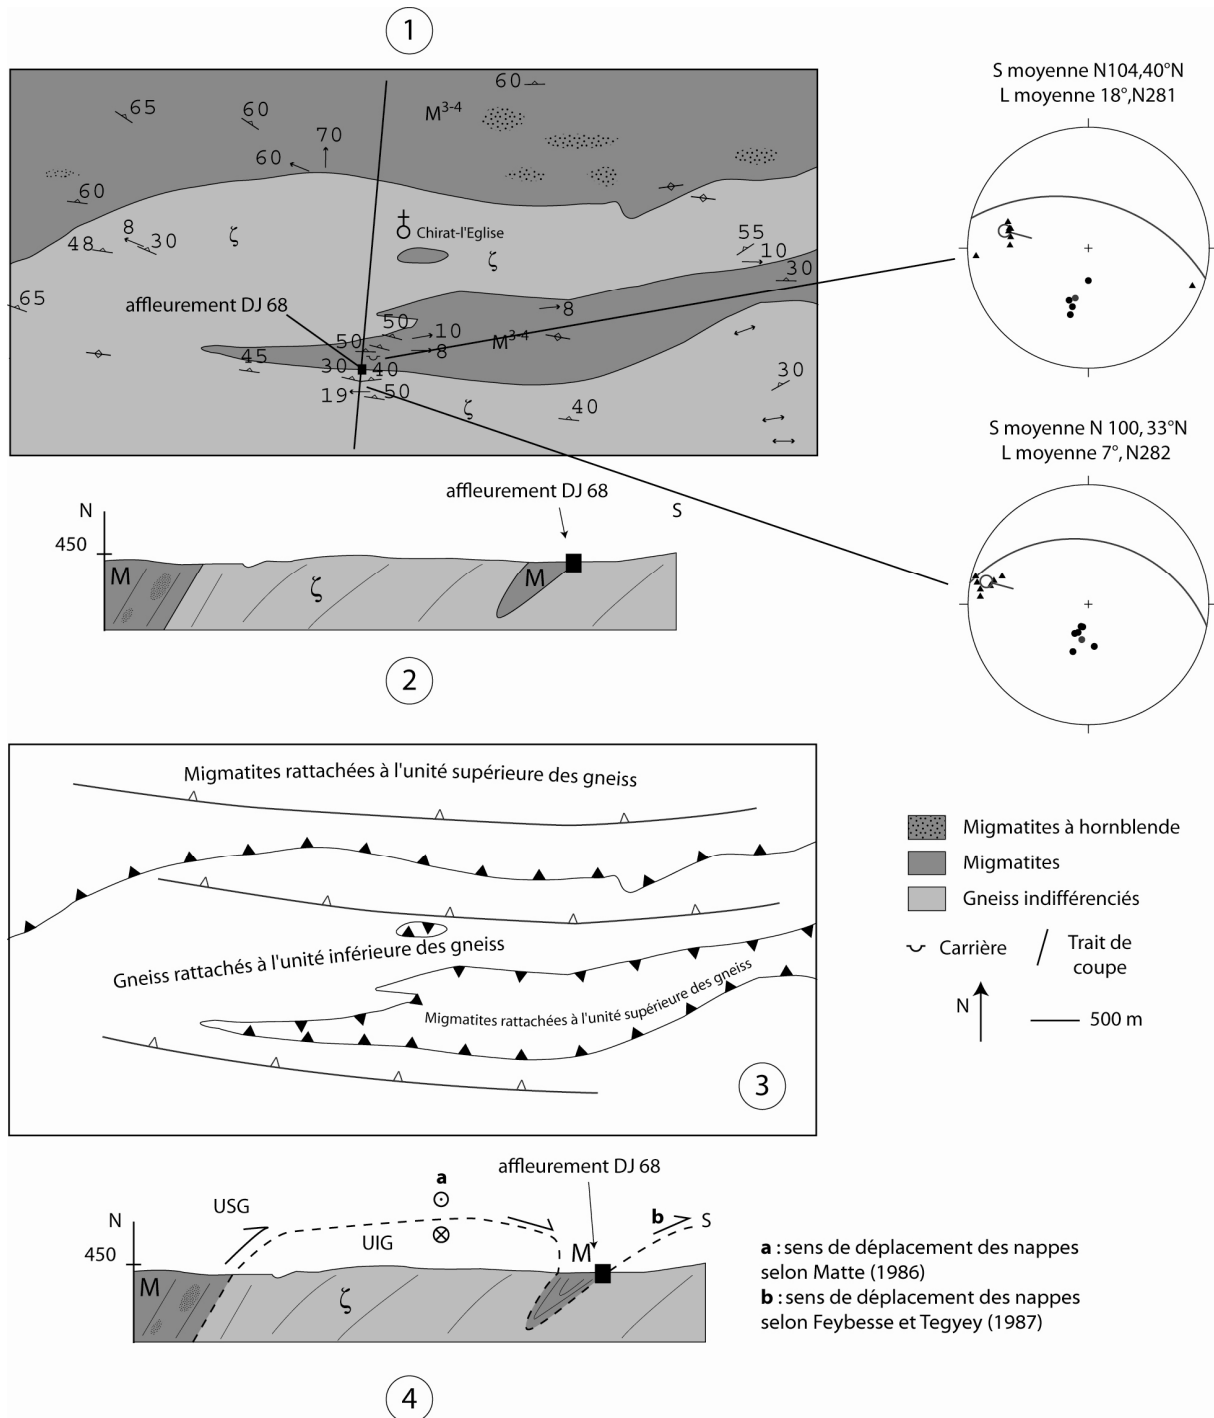 1
65
60
60
70
60
60
M3-4
8
30
48
ζ
Chirat-l'Eglise
ζ
55
10
30
65
affleurement DJ 68
8
50
10
50
M3-4
8
45
30
40
30
19
50
ζ
40
S moyenne N104,40°N
L moyenne 18°,N281
S moyenne N 100, 33°N
L moyenne 7°, N282
affleurement DJ 68
N
S
450
M
ζ
M
2
Migmatites rattachées à l'unité supérieure des gneiss
Gneiss rattachés à l'unité inférieure des gneiss
Migmatites rattachées à l'unité supérieure des gneiss
3
Migmatites à hornblende
Migmatites
Gneiss indifférenciés
Carrière
Trait de
coupe
N
500 m
affleurement DJ 68
a
USG
N
b
S
UIG
M
450
M
ζ
a : sens de déplacement des nappes
selon Matte (1986)
b : sens de déplacement des nappes
selon Feybesse et Tegyey (1987)
4